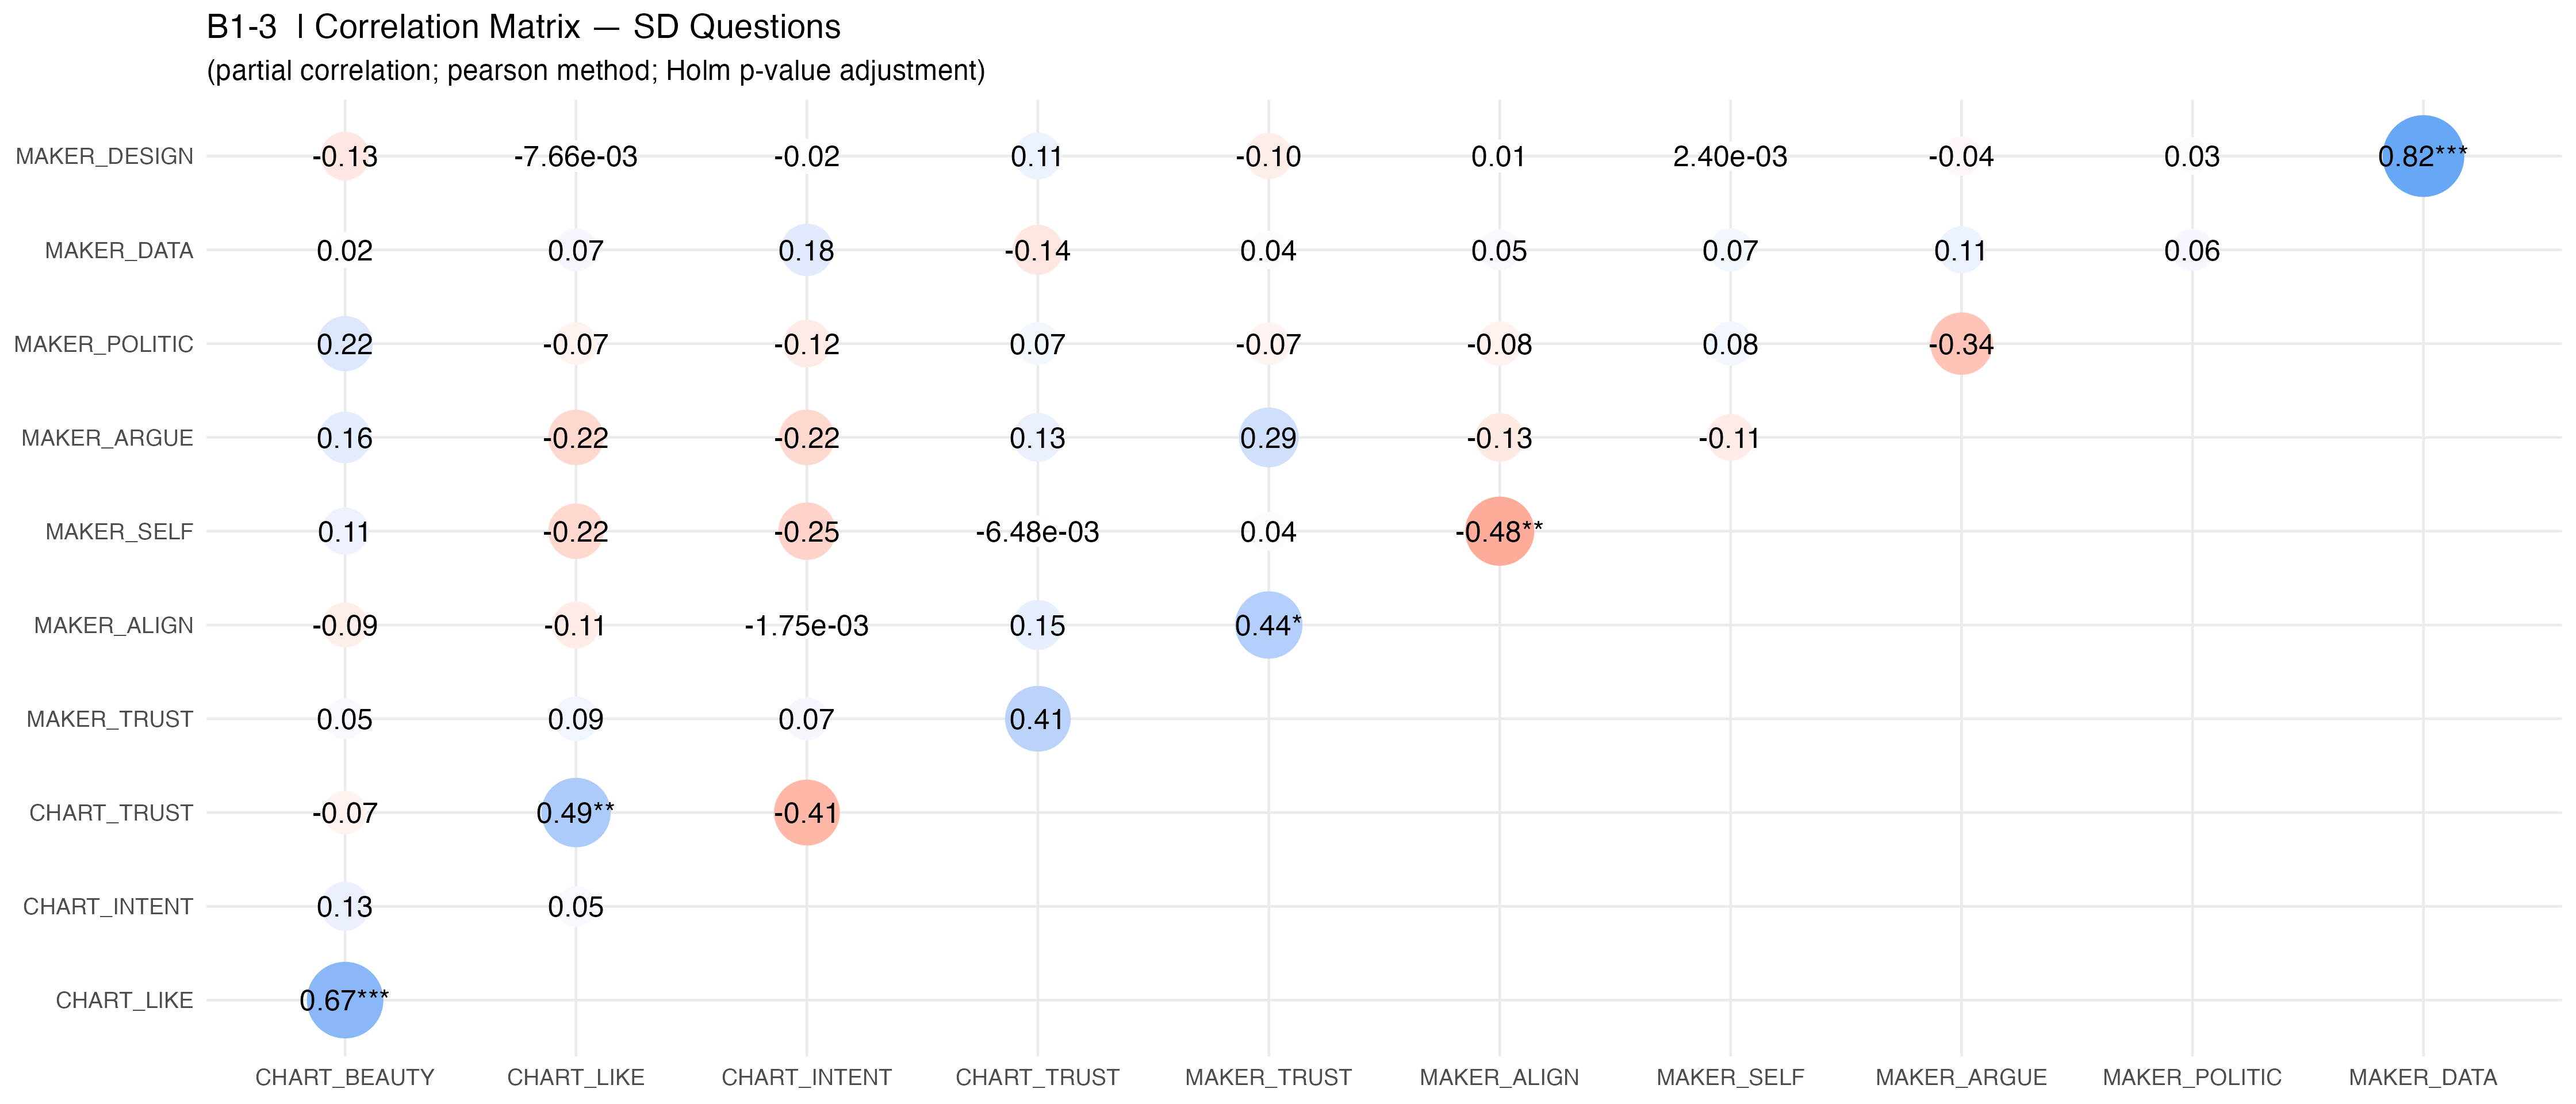 B1-3 | Correlation Matrix — SD Questions
(partial correlation; pearson method; Holm p-value adjustment)
MAKER_DESIGN -0.13 -7.66e-03 -0.02 0.11 -0.10 0.01 2.40e-03 -0.04 0.03 0.82***
MAKER_DATA 0.02 0.07 0.18 -0.14 0.04 0.05 0.07 0.11 0.06
MAKER_POLITIC 0.22 -0.07 -0.12 0.07 -0.07 -0.08 0.08 -0.34
MAKER_ARGUE 0.16 -0.22 -0.22 0.13 0.29 -0.13 -0.11
MAKER_SELF 0.11 -0.22 -0.25 -6.48e-03 0.04 -0.48**
MAKER_ALIGN -0.09 -0.11 -1.75e-03 0.15 0.44*
MAKER_TRUST 0.05 0.09 0.07 0.41
CHART_TRUST -0.07 0.49** -0.41
CHART_INTENT 0.13 0.05
CHART_LIKE 0.67***
CHART_BEAUTY CHART_LIKE CHART_INTENT CHART_TRUST MAKER_TRUST MAKER_ALIGN MAKER_SELF MAKER_ARGUE MAKER_POLITIC MAKER_DATA